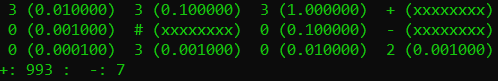 3 (0.010000) 3 (0.100000) 3 (1.000000) + (xxxxxxxx)
0 (0.001000) # (xxxxxxxx) 0 (0.100000) - (xxxxxxxx)
0 (0.000100) 3 (0.001000) 0 (0.010000) 2 (0.001000)
+: 993 : -: 7